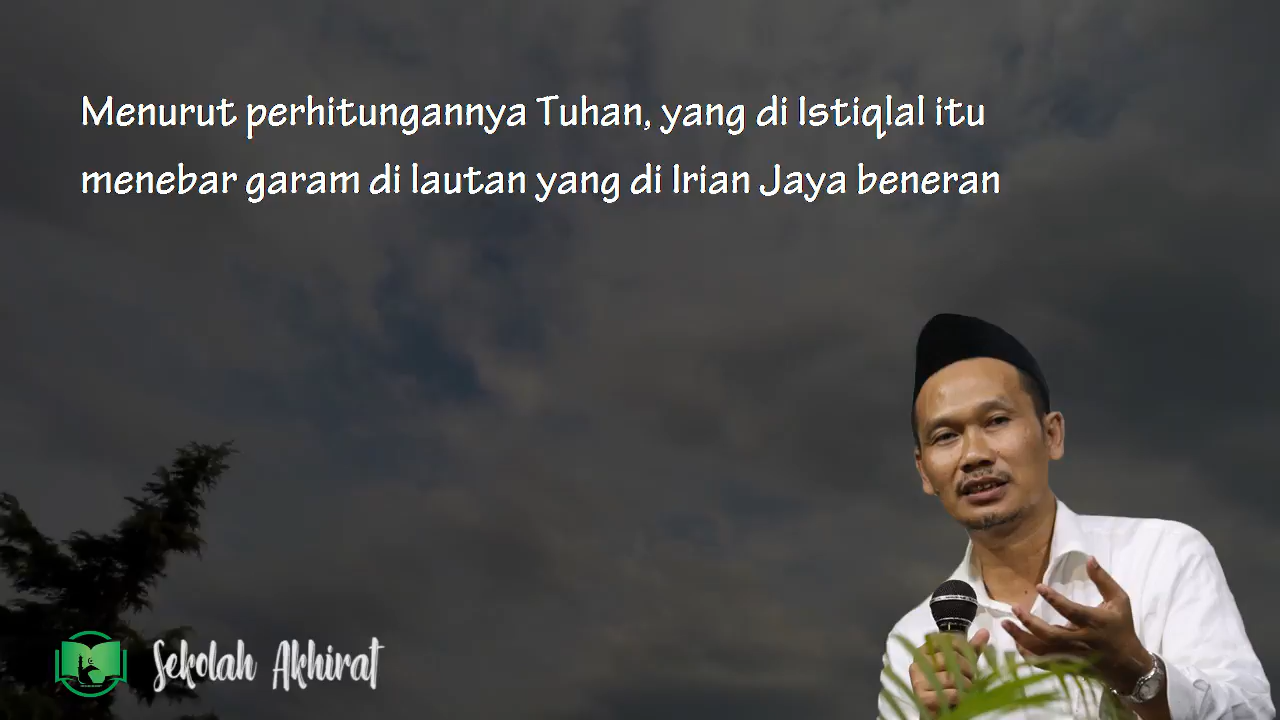 Menurut perhitungannya Tuhan, yang di Istiqlal itu
menebar garam di lautan yang di Irian Jaya beneran
Sekolah Akhirat